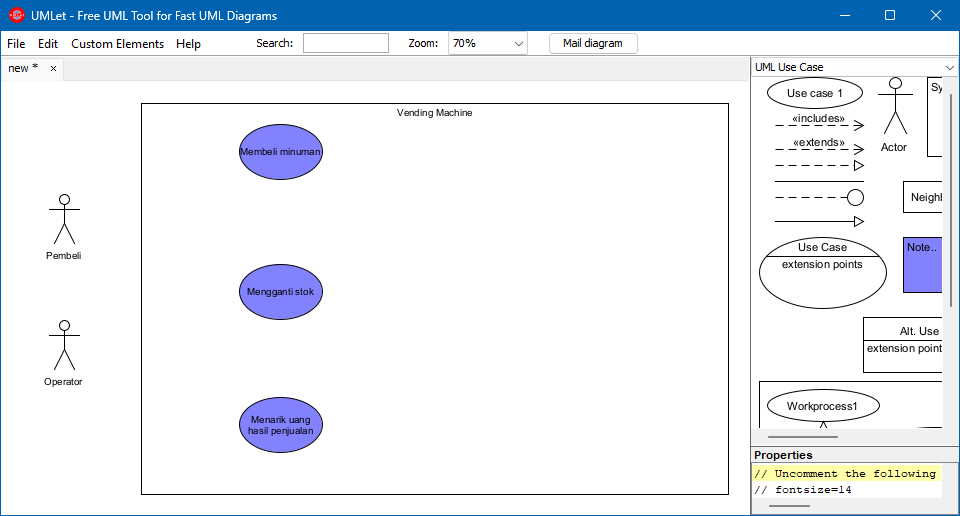 UMLet - Free UML Tool for Fast UML Diagrams
File Edit Custom Elements Help Search: Zoom: 70% Mail diagram
new *
UML Use Case
Vending Machine
Membeli minuman
Pembeli
Mengganti stok
Operator
Menarik uang
hasil penjualan
Use case 1
Sy
«includes»
«extends»
Actor
Neighb
Use Case
extension points
Note..
Alt. Use
extension point
Workprocess1
Properties
// Uncomment the following
// fontsize=14